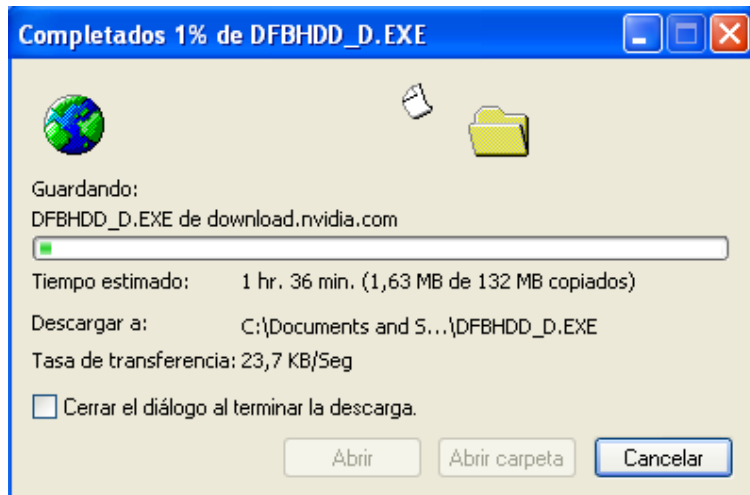 Completados 1% de DFBHDD_D.EXE
Guardando:
DFBHDD_D.EXE de download.nvidia.com
Tiempo estimado: 1 hr. 36 min. (1,63 MB de 132 MB copiados)
Descargar a: C:\Documents and S...\DFBHDD_D.EXE
Tasa de transferencia: 23,7 KB/Seg
Cerrar el diálogo al terminar la descarga.
Abrir Abrir carpeta Cancelar